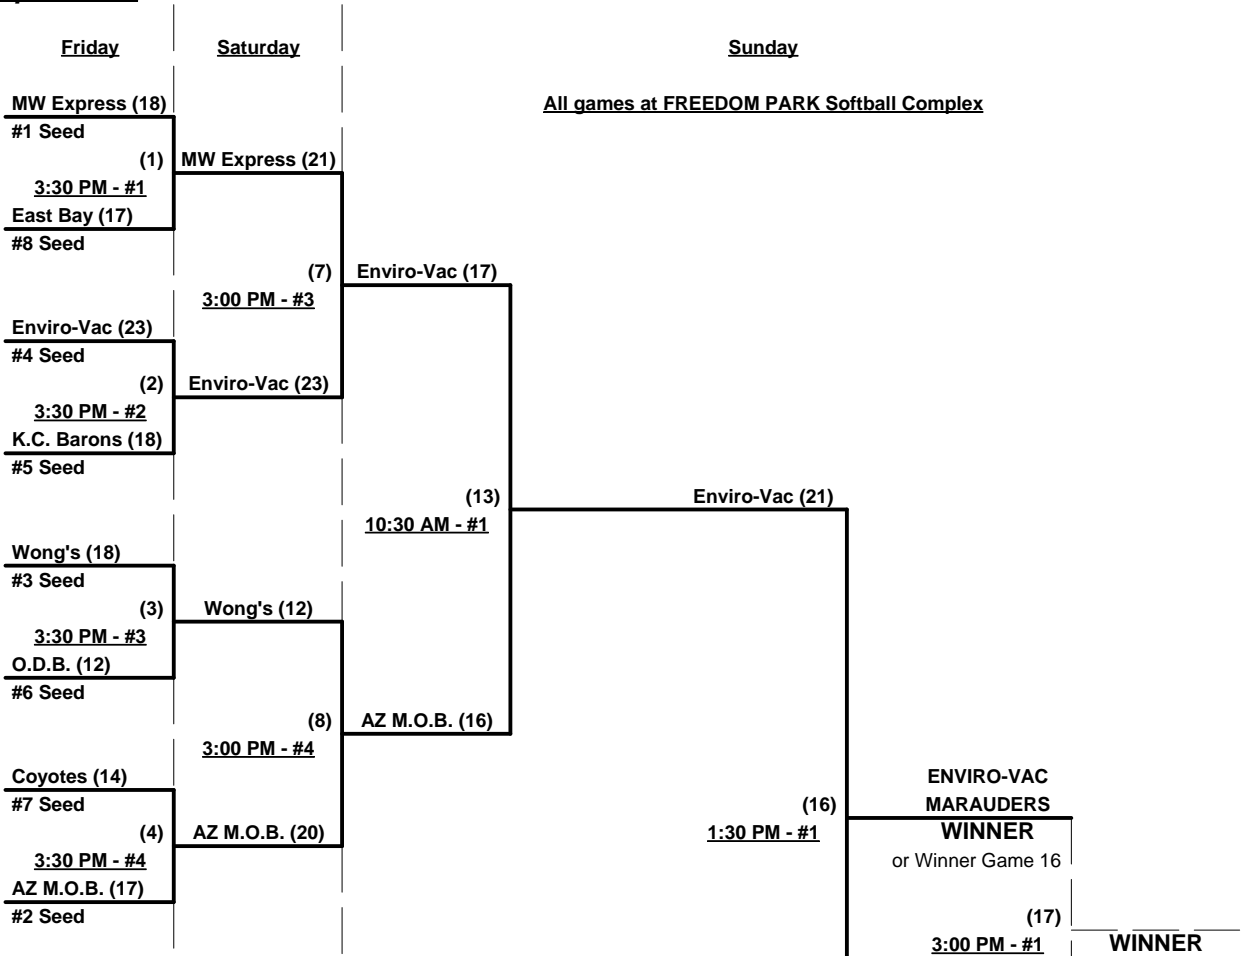 Friday
Saturday
Sunday
MW Express (18)
All games at FREEDOM PARK Softball Complex
#1 Seed
(1)
MW Express (21)
3:30 PM - #1
East Bay (17)
#8 Seed
(7)
Enviro-Vac (17)
3:00 PM - #3
Enviro-Vac (23)
#4 Seed
(2)
Enviro-Vac (23)
3:30 PM - #2
K.C. Barons (18)
#5 Seed
(13)
Enviro-Vac (21)
10:30 AM - #1
Wong's (18)
#3 Seed
(3)
Wong's (12)
3:30 PM - #3
O.D.B. (12)
#6 Seed
(8)
AZ M.O.B. (16)
3:00 PM - #4
Coyotes (14)
ENVIRO-VAC
#7 Seed
(16)
MARAUDERS
(4)
AZ M.O.B. (20)
1:30 PM - #1
WINNER
3:30 PM - #4
or Winner Game 16
AZ M.O.B. (17)
#2 Seed
(17)
3:00 PM - #1
WINNER